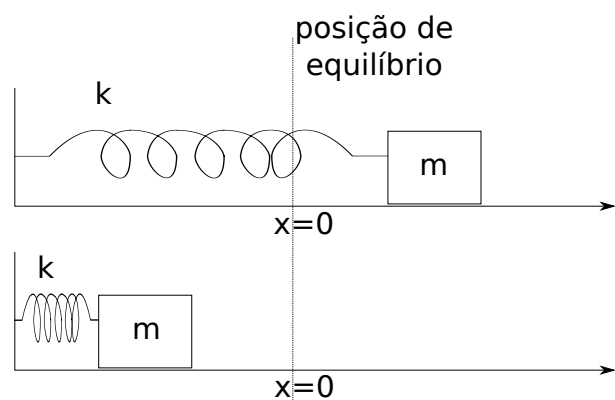 posição de
equilíbrio
k
m
x=0
k
m
x=0